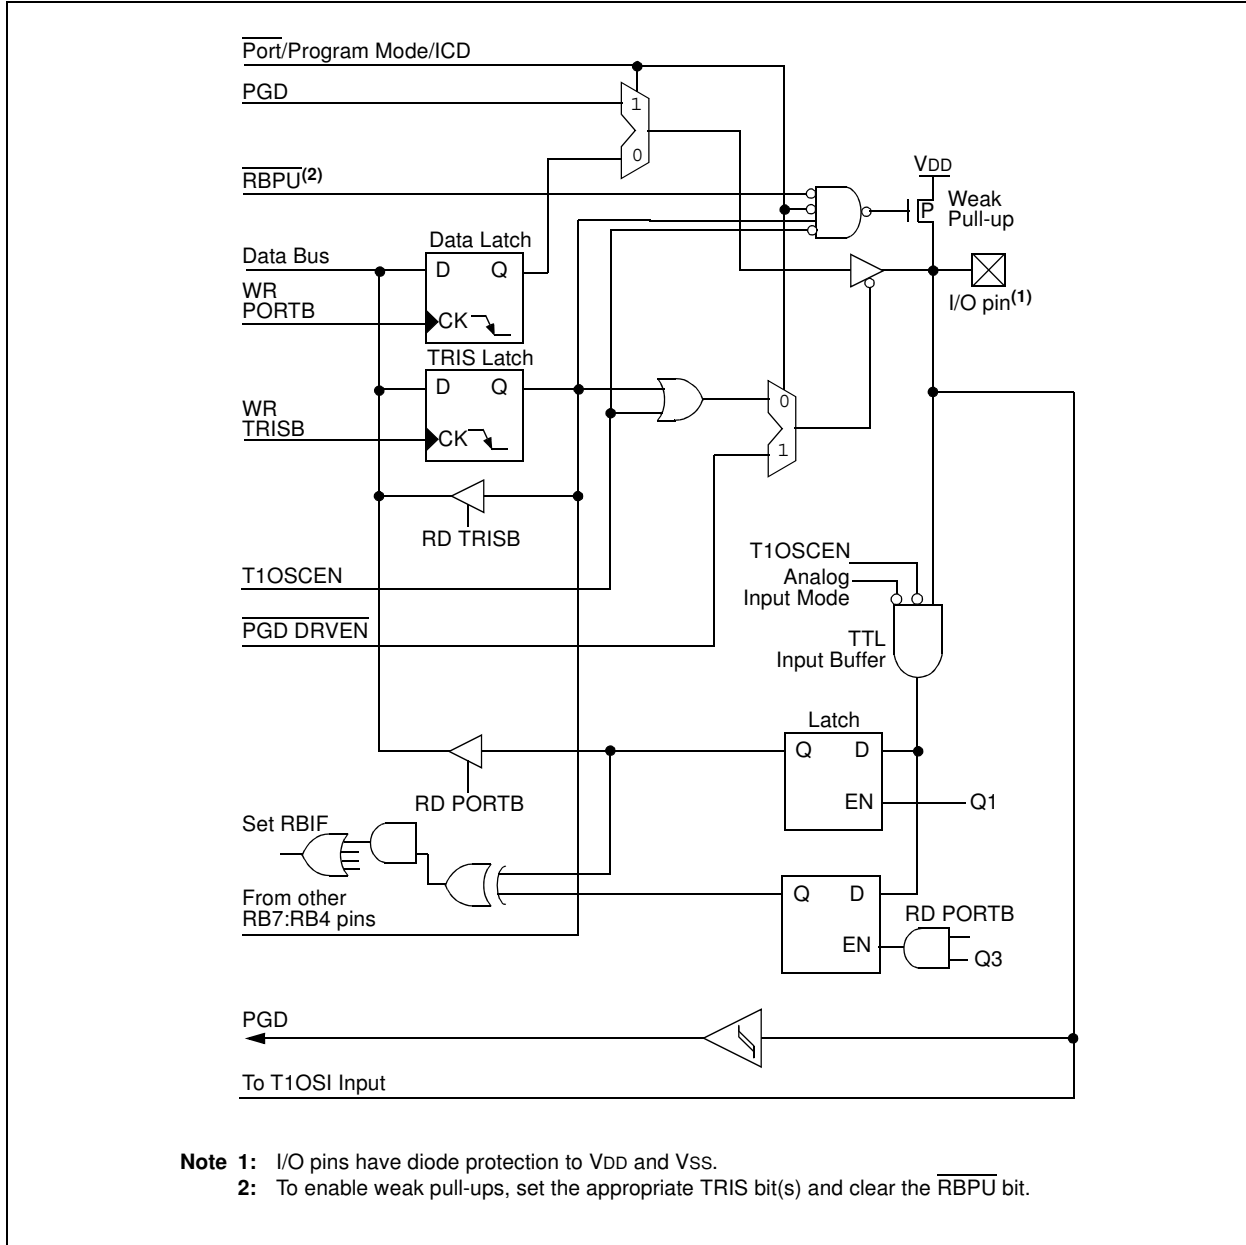 Port/Program Mode/ICD
PGD
1
0
RBPU(2)
VDD
P
Weak
Pull-up
Data Bus
Data Latch
D Q
CK
WR
PORTB
I/O pin(1)
TRIS Latch
D Q
CK
WR
TRISB
0
1
RD TRISB
T1OSCEN
T1OSCEN
Analog
Input Mode
PGD DRVEN
TTL
Input Buffer
Latch
Q D
EN
Q1
RD PORTB
Set RBIF
From other
RB7:RB4 pins
Q D
EN
RD PORTB
Q3
PGD
To T1OSI Input
Note 1: I/O pins have diode protection to VDD and VSS.
2: To enable weak pull-ups, set the appropriate TRIS bit(s) and clear the RBPU bit.